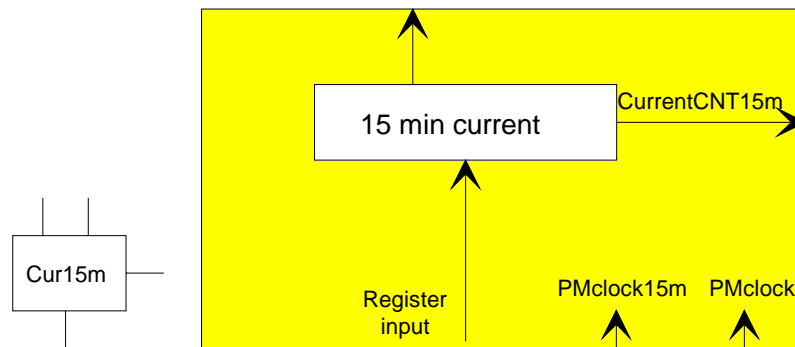 CurrentCNT15m
15 min current
Cur15m
Register
input
PMclock15m
PMclock